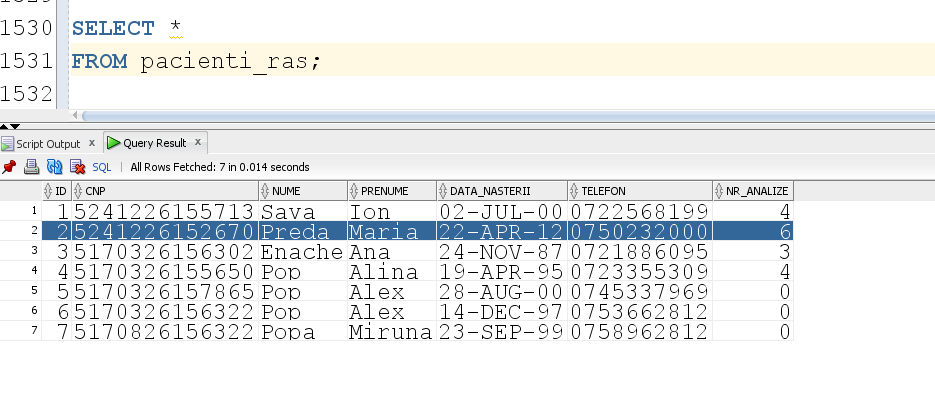 1530 SELECT *
1531 FROM pacienti_ras;
1532
Script Output x Query Result x
SQL | All Rows Fetched: 7 in 0.014 seconds
ID CNP NUME PRENUME DATA_NASTERII TELEFON NR_ANALIZE
1 1 5241226155713 Sava Ion 02-JUL-00 0722568199 4
2 2 5241226152670 Preda Maria 22-APR-12 0750232000 6
3 3 5170326156302 Enache Ana 24-NOV-87 0721886095 3
4 4 5170326155650 Pop Alina 19-APR-95 0723355309 4
5 5 5170326157865 Pop Alex 28-AUG-00 0745337969 0
6 6 5170326156322 Pop Alex 14-DEC-97 0753662812 0
7 7 5170826156322 Popa Miruna 23-SEP-99 0758962812 0